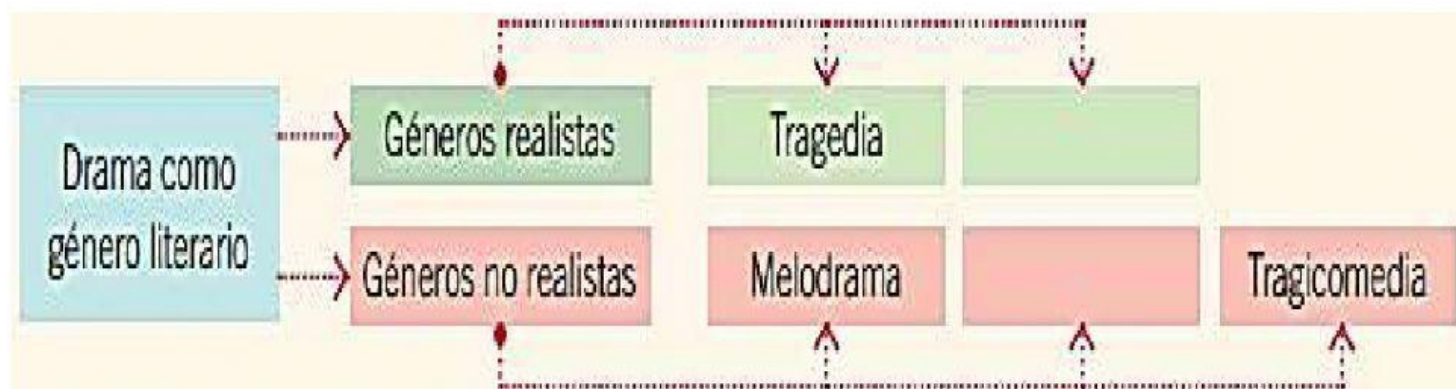 Drama como
género literario
Géneros realistas
Tragedia
Géneros no realistas
Melodrama
Tragicomedia